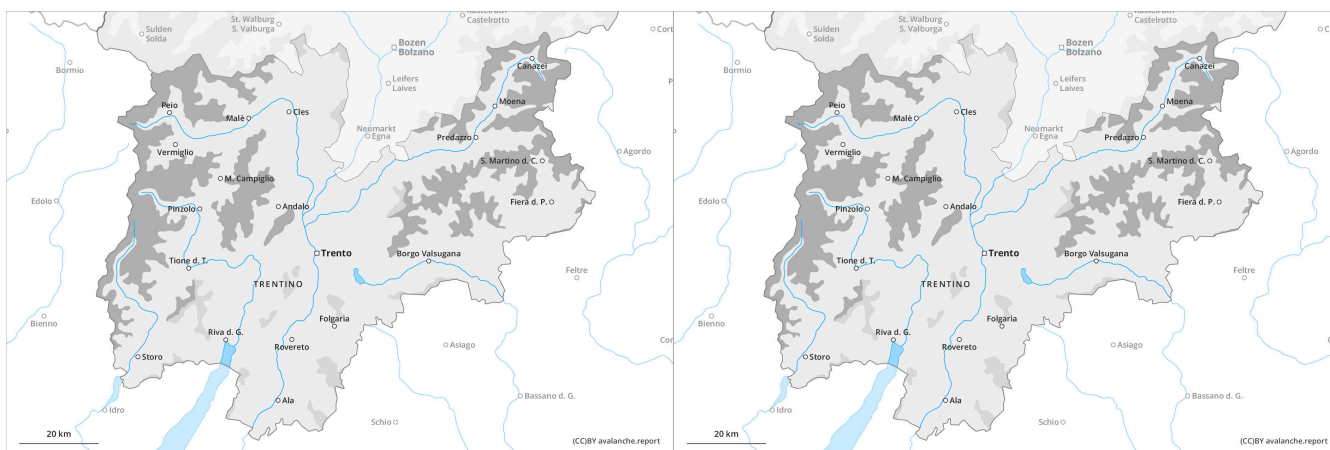 Kastelruth
Castelrotto
St. Walburg
S. Valburga
Sulden
Solda
Cort
Bozen
Bolzano
Bormio
Canazei
Leifers
Laives
Peio
Moena
Malè
Cles
Neumarkt
Egna
Predazzo
Vermiglio
Agordo
S. Martino d. C.
M. Campiglio
Edolo
Pinzolo
Andalo
Fiera d. P.
Trento
Borgo Valsugana
Tione d. T.
Feltre
TRENTINO
Bienno
Folgaria
Riva d. G.
Rovereto
Asiago
Cor
Storo
Ala
Bassano d. G.
Idro
Schio
20 km
(CC)BY avalanche.report
Kastelruth
Castelrotto
St. Walburg
S. Valburga
Sulden
Solda
C
Bozen
Bolzano
Bormio
Canazei
P
Leifers
Laives
Peio
Moena
Malè
Cles
Neumarkt
Egna
Predazzo
Vermiglio
Agordo
S. Martino d. C.
M. Campiglio
Edolo
Pinzolo
Andalo
Fiera d. P.
Trento
Borgo Valsugana
Tione d. T.
Feltre
TRENTINO
Bienno
Folgaria
Riva d. G.
Rovereto
Asiago
C
Storo
Ala
Bassano d. G.
Idro
Schio
20 km
(CC)BY avalanche.report